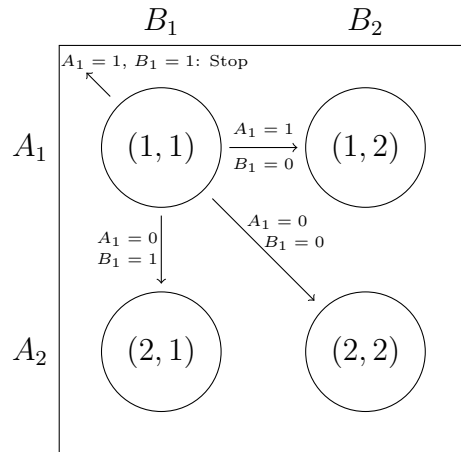 B₁ B₂
A₁ = 1, B₁ = 1: Stop
A₁ (1, 1) A₁ = 1 (1, 2)
B₁ = 0
A₁ = 0
B₁ = 0
A₁ = 0
B₁ = 1
A₂ (2, 1) (2, 2)